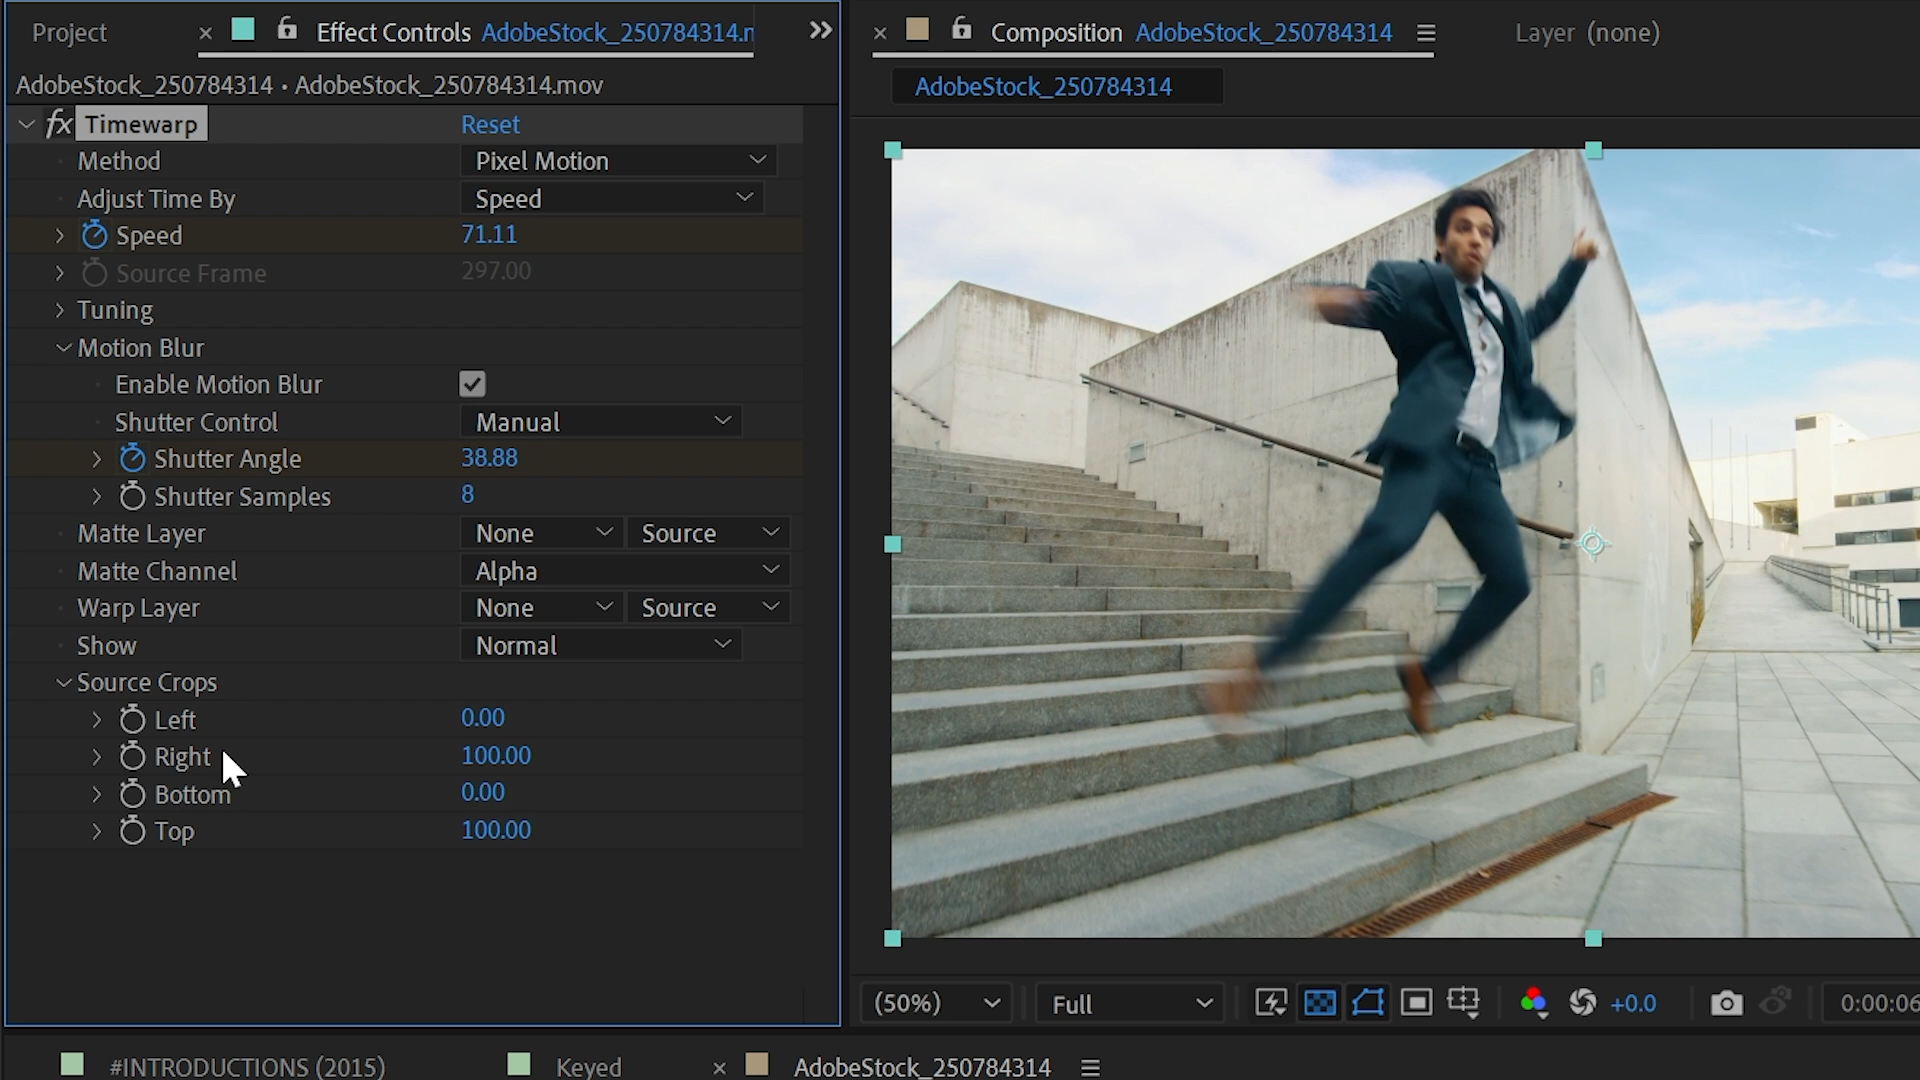 Project × Effect Controls AdobeStock_250784314.n
AdobeStock_250784314 • AdobeStock_250784314.mov
fx Timewarp Reset
Method Pixel Motion
Adjust Time By Speed
Speed 71.11
Source Frame 297.00
Tuning
Motion Blur
Enable Motion Blur
Shutter Control Manual
Shutter Angle 38.88
Shutter Samples 8
Matte Layer None Source
Matte Channel Alpha
Warp Layer None Source
Show Normal
Source Crops
Left 0.00
Right 100.00
Bottom 0.00
Top 100.00
× Composition AdobeStock_250784314 Layer (none)
AdobeStock_250784314
(50%) Full +0.0 0:00:06
#INTRODUCTIONS (2015) Keyed × AdobeStock_250784314